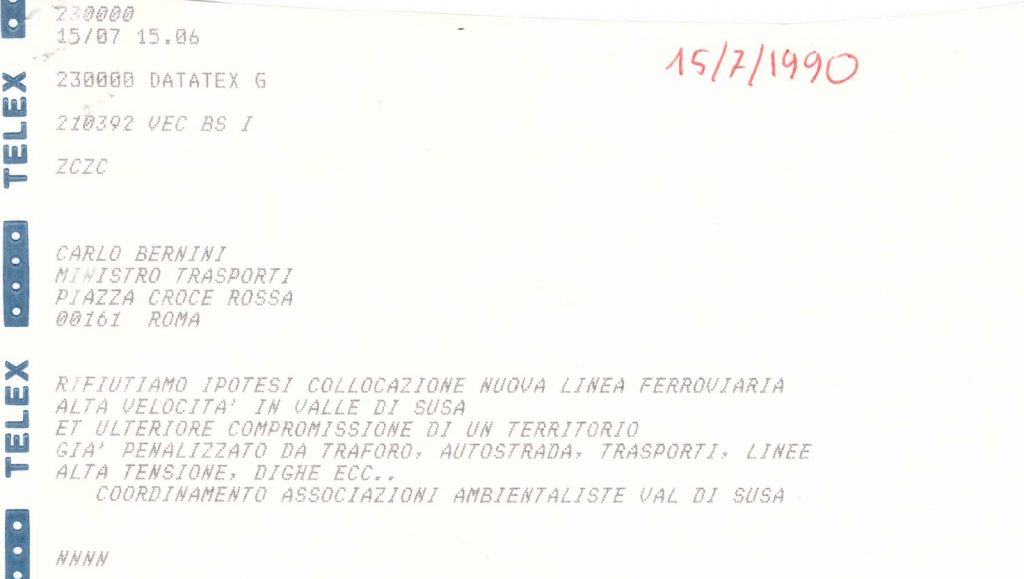 230000
15/07 15.06
15/7/1990
230000 DATATEX G
210392 VEC BS I
ZCZC
CARLO BERNINI
MINISTRO TRASPORTI
PIAZZA CROCE ROSSA
00161 ROMA
RIFIUTIAMO IPOTESI COLLOCAZIONE NUOVA LINEA FERROVIARIA
ALTA VELOCITA' IN VALLE DI SUSA
ET ULTERIORE COMPROMISSIONE DI UN TERRITORIO
GIA' PENALIZZATO DA TRAFORO, AUTOSTRADA, TRASPORTI, LINEE
ALTA TENSIONE, DIGHE ECC..
COORDINAMENTO ASSOCIAZIONI AMBIENTALISTE VAL DI SUSA
NNNN
TELEX
TELEX